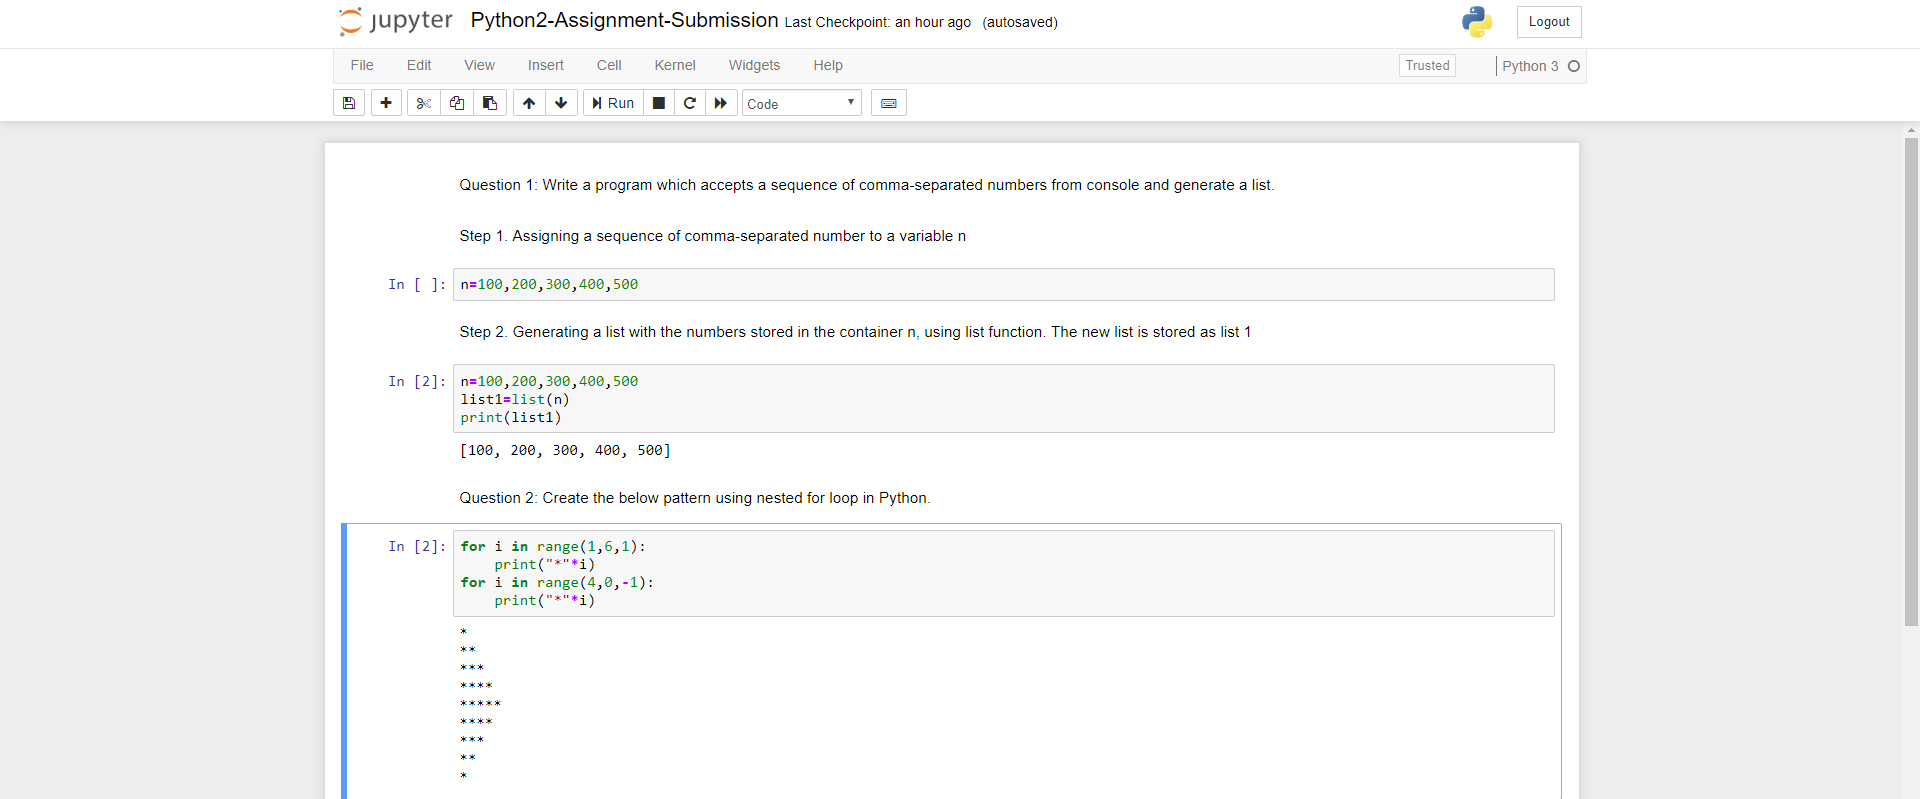 jupyter Python2-Assignment-Submission Last Checkpoint: an hour ago (autosaved) Logout
File Edit View Insert Cell Kernel Widgets Help Trusted Python 3
Run Code
Question 1: Write a program which accepts a sequence of comma-separated numbers from console and generate a list.
Step 1. Assigning a sequence of comma-separated number to a variable n
In [ ]: n=100,200,300,400,500
Step 2. Generating a list with the numbers stored in the container n, using list function. The new list is stored as list 1
In [2]: n=100,200,300,400,500
list1=list(n)
print(list1)
[100, 200, 300, 400, 500]
Question 2: Create the below pattern using nested for loop in Python.
In [2]: for i in range(1,6,1):
    print("*"*i)
for i in range(4,0,-1):
    print("*"*i)
*
**
***
****
*****
****
***
**
*